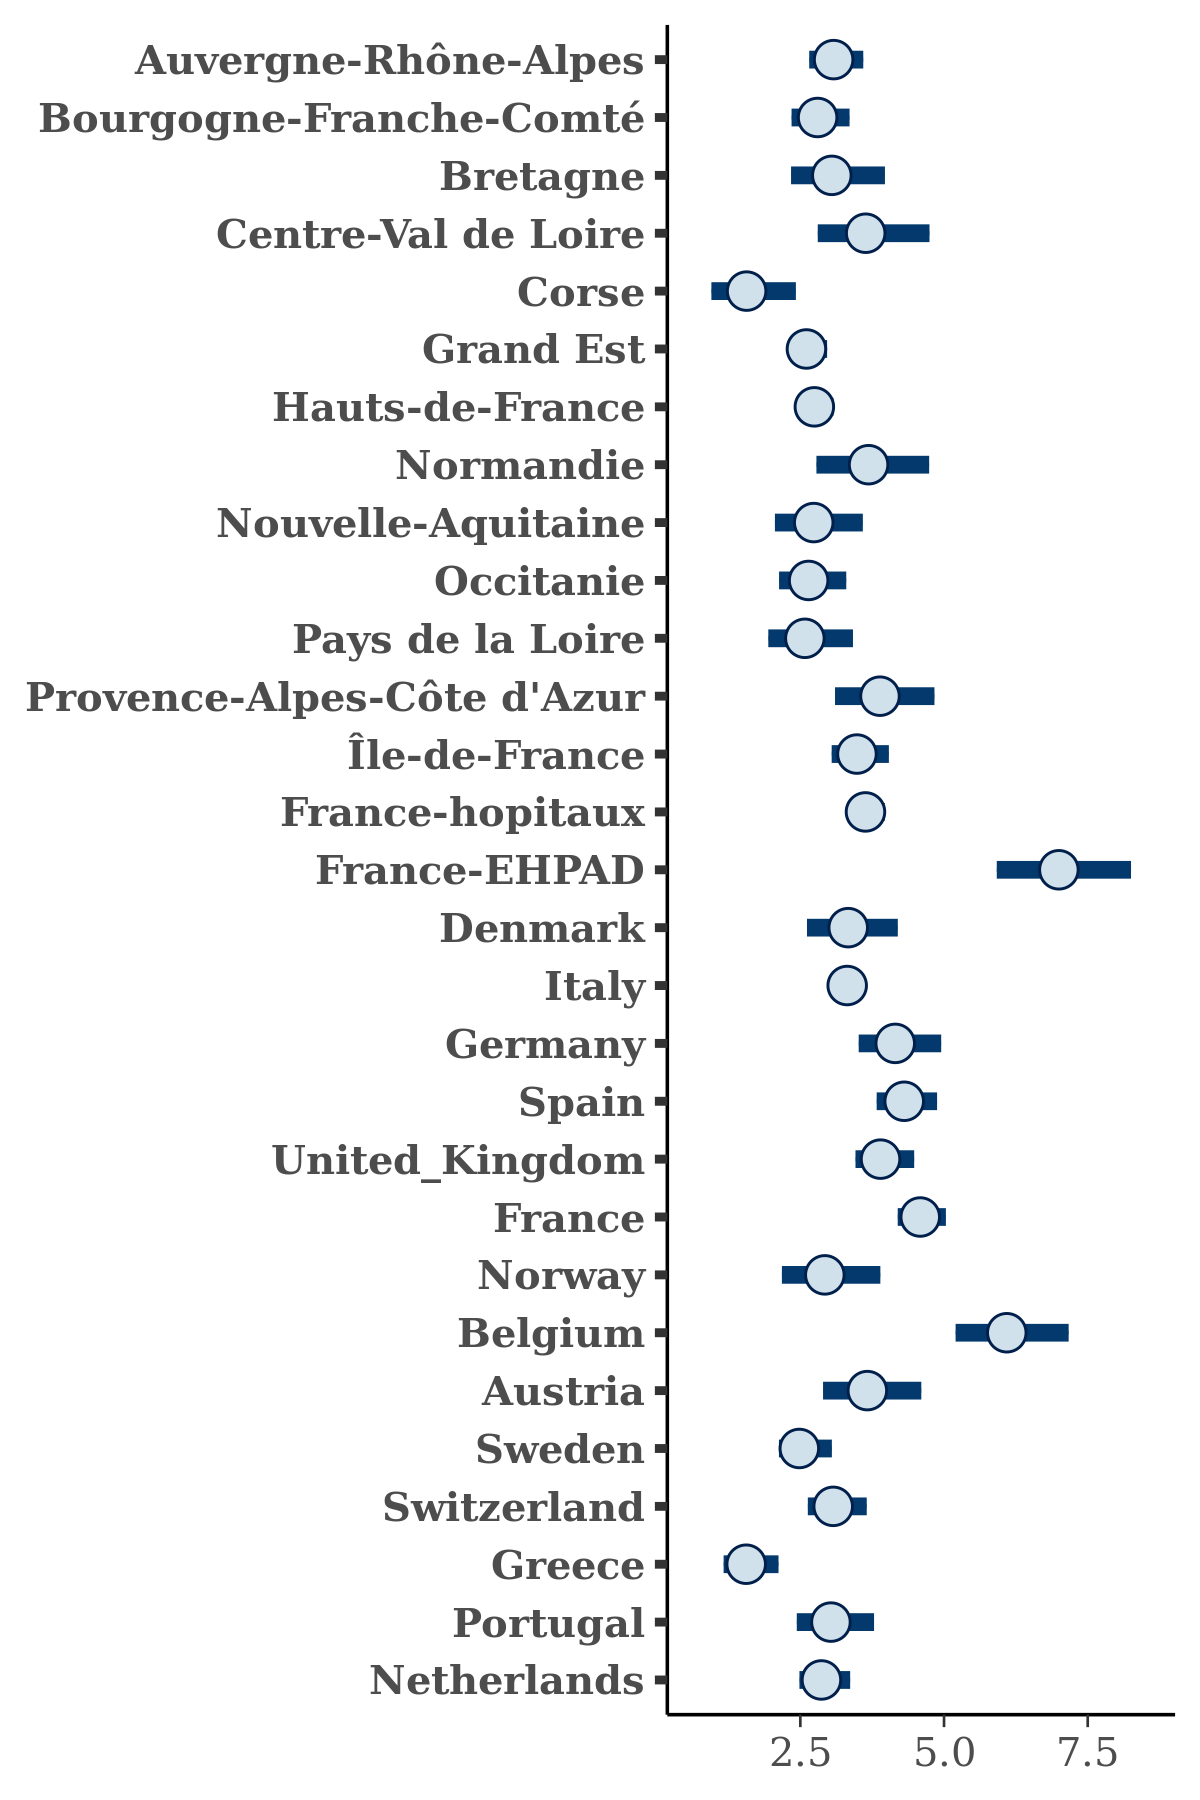 Auvergne-Rhône-Alpes
Bourgogne-Franche-Comté
Bretagne
Centre-Val de Loire
Corse
Grand Est
Hauts-de-France
Normandie
Nouvelle-Aquitaine
Occitanie
Pays de la Loire
Provence-Alpes-Côte d'Azur
Île-de-France
France-hopitaux
France-EHPAD
Denmark
Italy
Germany
Spain
United_Kingdom
France
Norway
Belgium
Austria
Sweden
Switzerland
Greece
Portugal
Netherlands
2.5 5.0 7.5